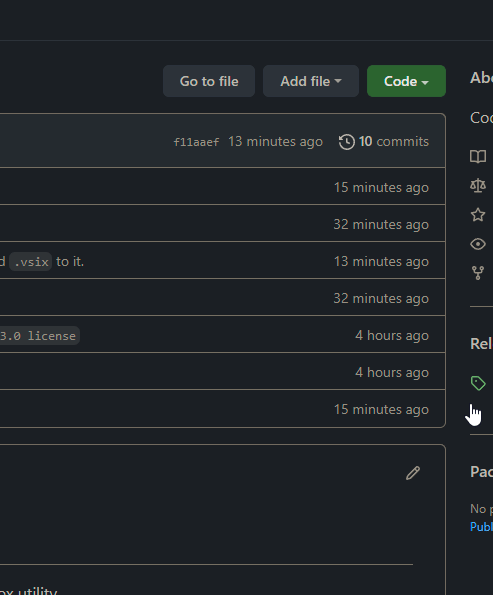 Go to file Add file Code
Abo
f11aaef 13 minutes ago 10 commits
Coo
15 minutes ago
32 minutes ago
d .vsix to it. 13 minutes ago
32 minutes ago
3.0 license 4 hours ago
Rel
4 hours ago
15 minutes ago
Pac
No p
Publ
ox utility